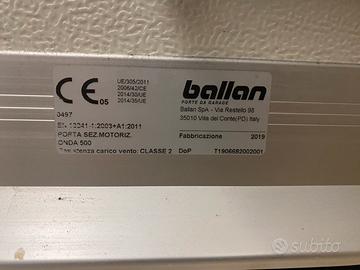 CE 05
UE/305/2011
2006/42/CE
2014/30/UE
2014/35/UE
ballan
PORTE DA GARAGE
Ballan SpA - Via Restello 98
35010 Villa del Conte(PD) Italy
0497
EN 13241-1:2003+A1:2011
PORTA SEZ.MOTORIZ.
ONDA 500
Resistenza carico vento: CLASSE 2
Fabbricazione 2019
DoP T1906682002001
subito